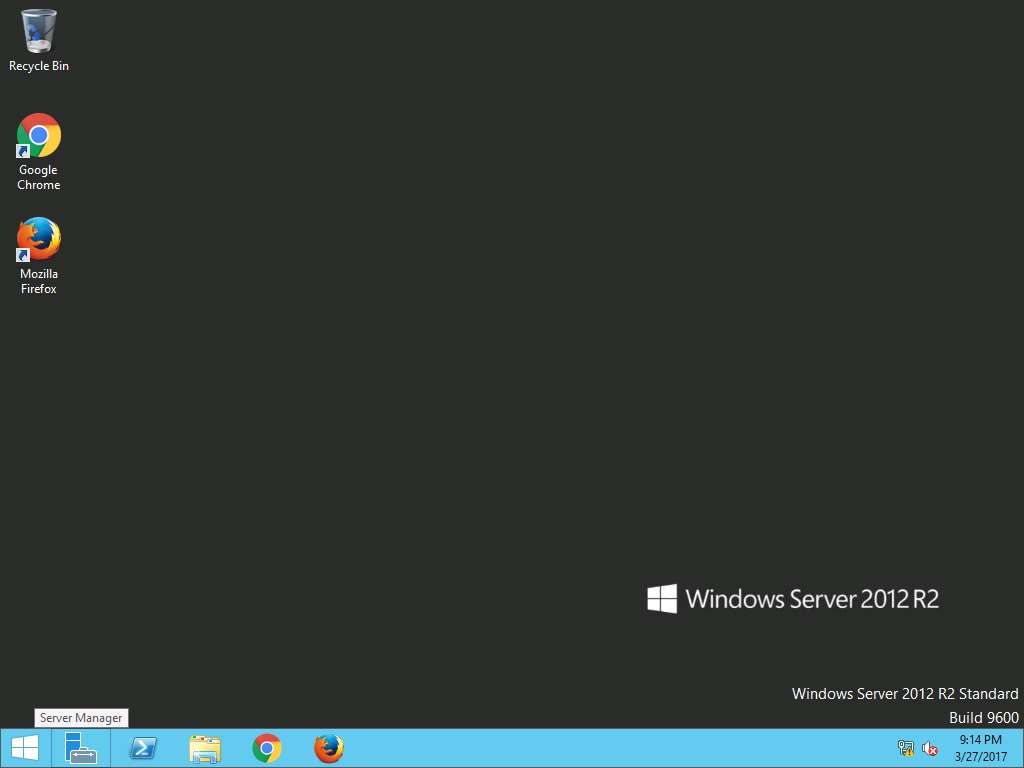 Recycle Bin
Google
Chrome
Mozilla
Firefox
Windows Server 2012 R2
Windows Server 2012 R2 Standard
Build 9600
Server Manager
9:14 PM
3/27/2017